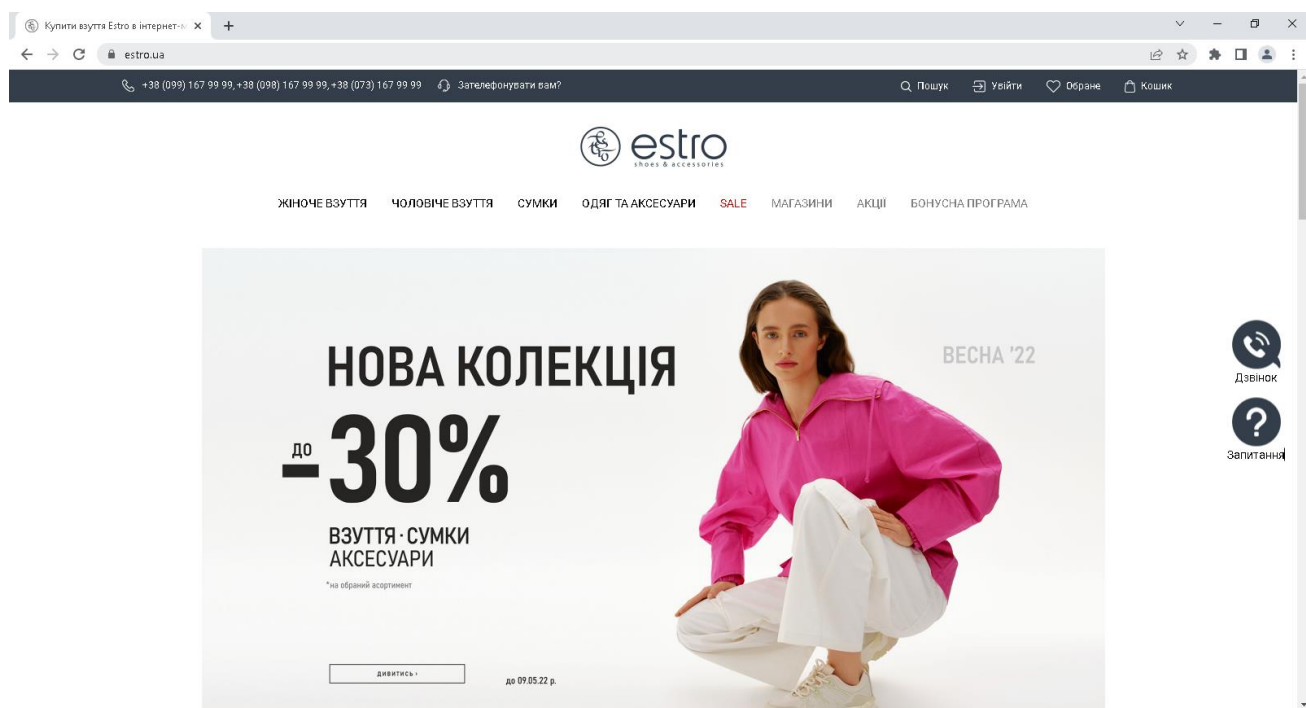 Купити взуття Estro в інтернет-м
estro.ua
+38 (099) 167 99 99, +38 (098) 167 99 99, +38 (073) 167 99 99 Зателефонувати вам? Пошук Увійти Обране Кошик
estro
shoes & accessories
ЖІНОЧЕ ВЗУТТЯ ЧОЛОВІЧЕ ВЗУТТЯ СУМКИ ОДЯГ ТА АКСЕСУАРИ SALE МАГАЗИНИ АКЦІЇ БОНУСНА ПРОГРАМА
НОВА КОЛЕКЦІЯ
ВЕСНА '22
до -30%
ВЗУТТЯ · СУМКИ
АКСЕСУАРИ
*на обраний асортимент
ДИВИТИСЬ ›
до 09.05.22 р.
Дзвінок
Запитання